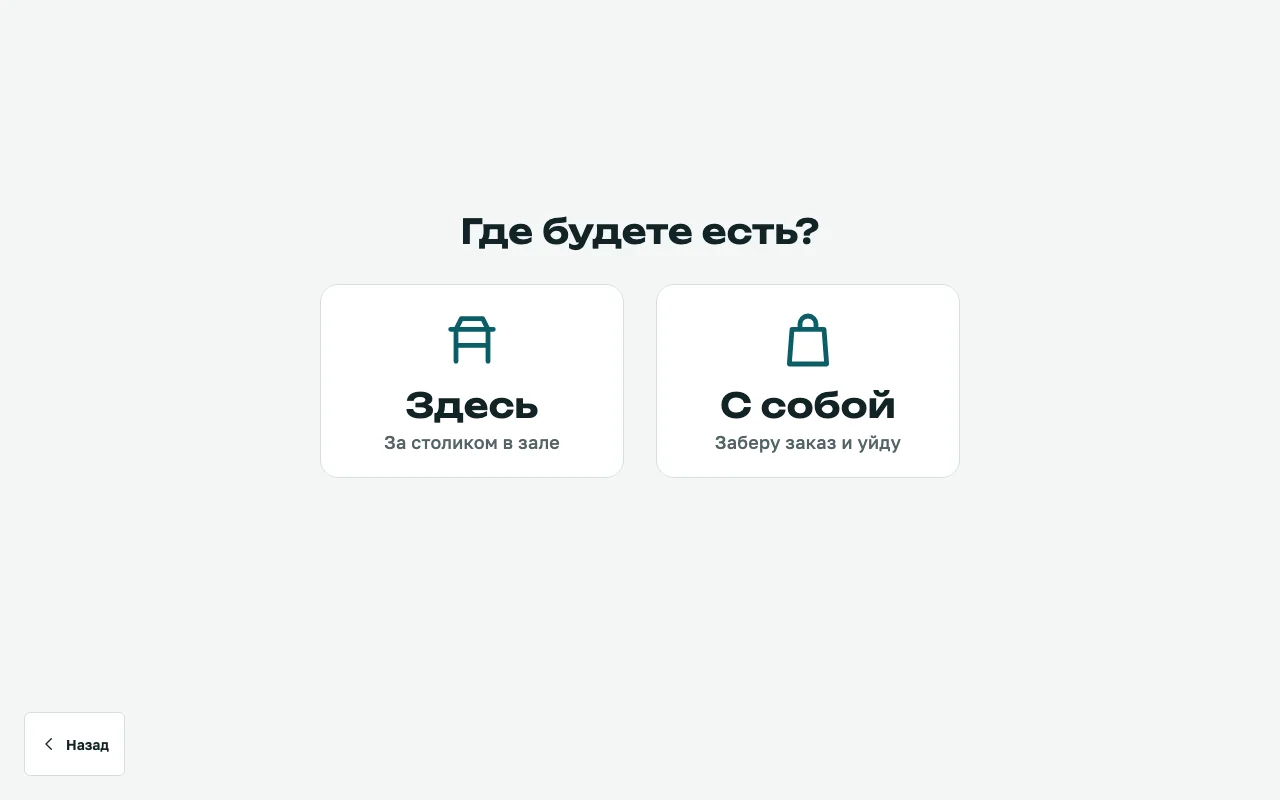 Где будете есть?
Здесь
За столиком в зале
С собой
Заберу заказ и уйду
Назад